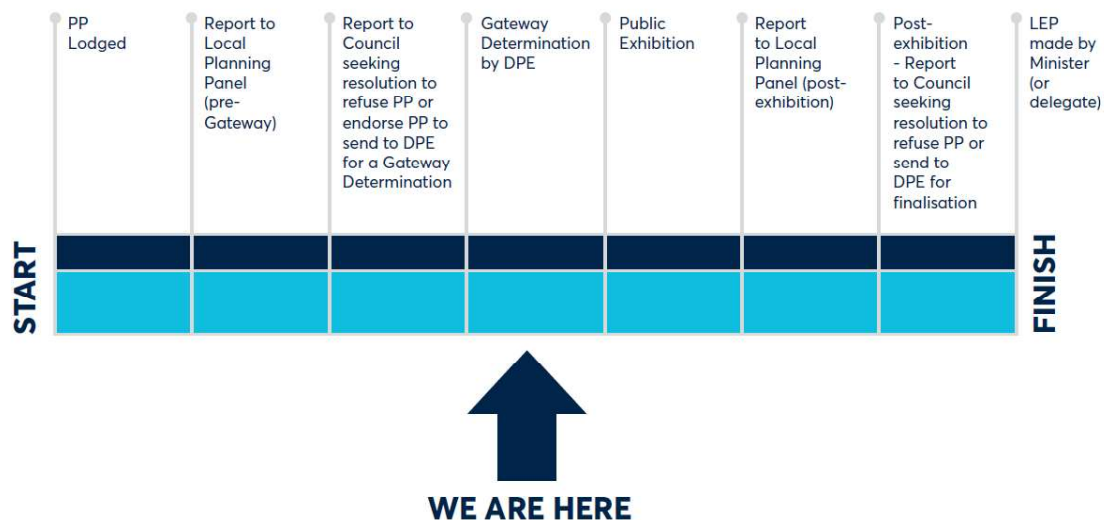 PP
Lodged
Report to
Local
Planning
Panel
(pre-
Gateway)
Report to
Council
seeking
resolution to
refuse PP or
endorse PP to
send to DPE
for a Gateway
Determination
Gateway
Determination
by DPE
Public
Exhibition
Report
to Local
Planning
Panel (post-
exhibition)
Post-
exhibition
- Report
to Council
seeking
resolution to
refuse PP or
send to
DPE for
finalisation
LEP
made by
Minister
(or
delegate)
START
FINISH
WE ARE HERE